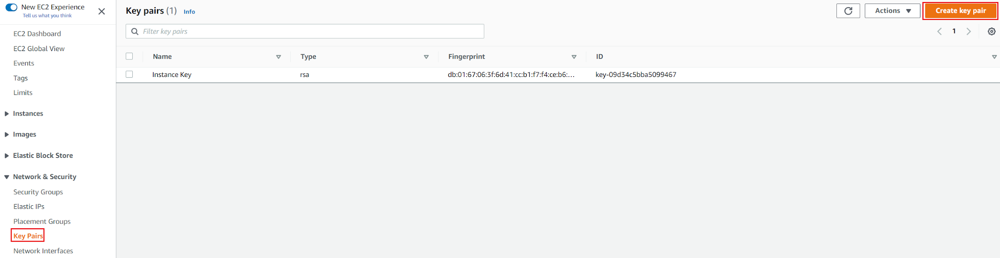 New EC2 Experience
Tell us what you think
EC2 Dashboard
EC2 Global View
Events
Tags
Limits
Instances
Images
Elastic Block Store
Network & Security
Security Groups
Elastic IPs
Placement Groups
Key Pairs
Network Interfaces
Key pairs (1) Info
Actions
Create key pair
Filter key pairs
1
Name Type Fingerprint ID
Instance Key rsa db:01:67:06:3f:6d:41:cc:b1:f7:f4:ce:b6:... key-09d34c5bba5099467